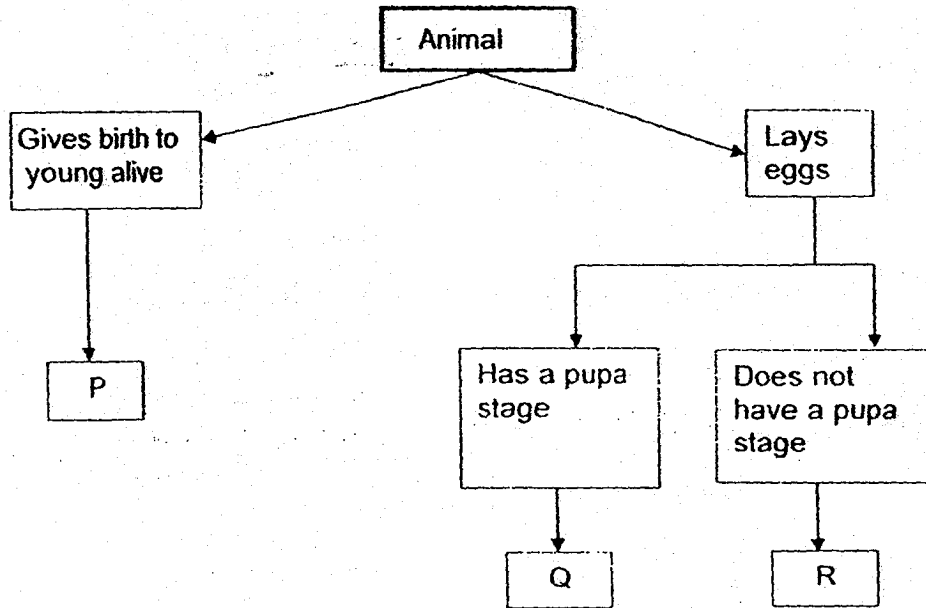 Animal
Gives birth to
young alive
Lays
eggs
P
Has a pupa
stage
Does not
have a pupa
stage
Q
R